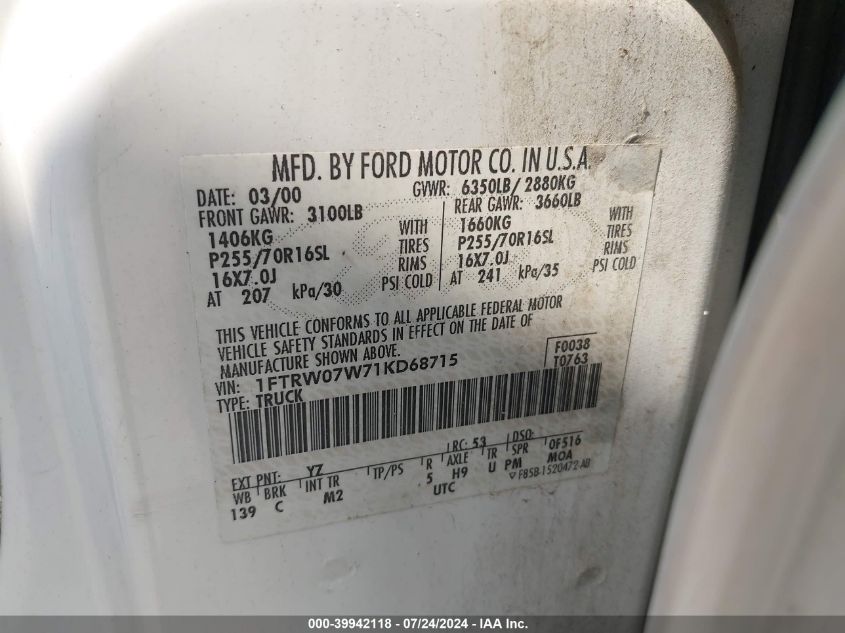 MFD. BY FORD MOTOR CO. IN U.S.A.
DATE: 03/00 GVWR: 6350LB/ 2880KG
FRONT GAWR: 3100LB REAR GAWR: 3660LB
1406KG WITH 1660KG WITH
P255/70R16SL TIRES P255/70R16SL TIRES
16X7.0J RIMS 16X7.0J RIMS
AT 207 kPa/30 PSI COLD AT 241 kPa/35 PSI COLD
THIS VEHICLE CONFORMS TO ALL APPLICABLE FEDERAL MOTOR
VEHICLE SAFETY STANDARDS IN EFFECT ON THE DATE OF
MANUFACTURE SHOWN ABOVE.
F0038
VIN: 1FTRW07W71KD68715 T0763
TYPE: TRUCK
EXT PNT: YZ RC: 53 DSO:
WB BRK INT TR TP/PS R AXLE TR SPR OF516
139 C M2 5 H9 U PM MOA
UTC F85B-1520472-AB
000-39942118 - 07/24/2024 - IAA Inc.